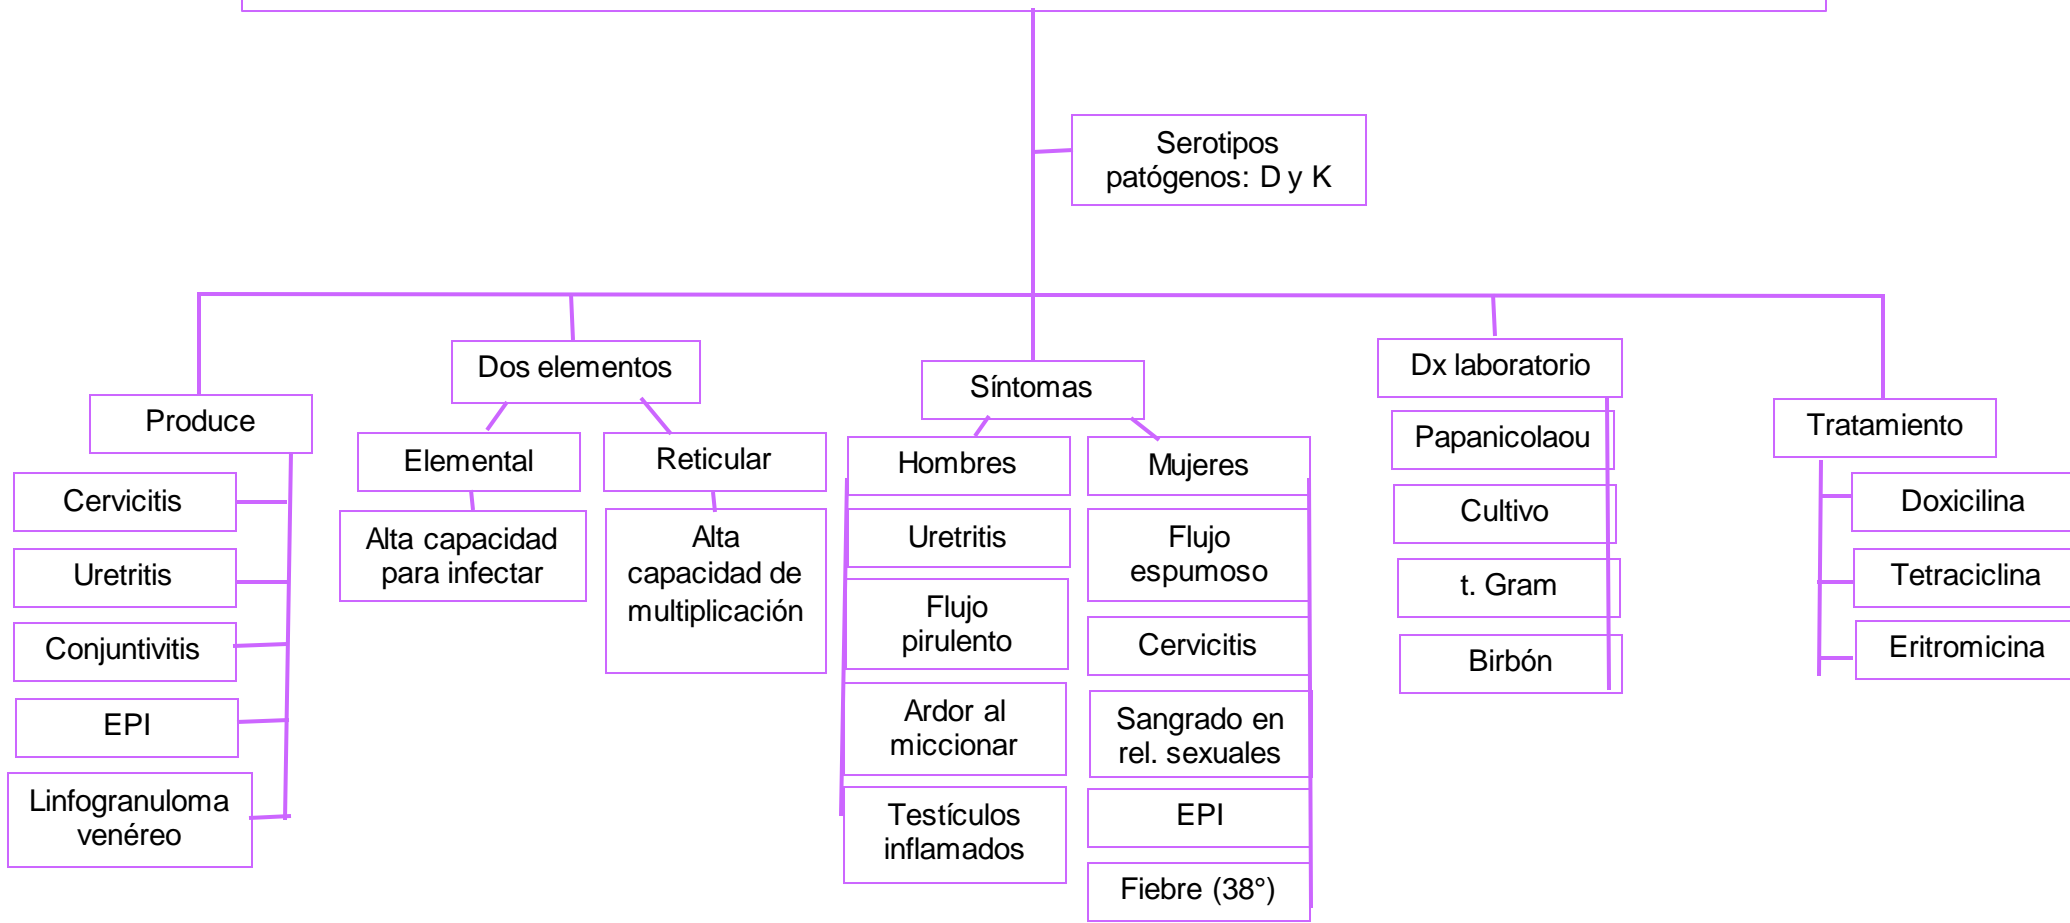 Serotipos
patógenos: D y K
Produce
Cervicitis
Uretritis
Conjuntivitis
EPI
Linfogranuloma
venéreo
Dos elementos
Elemental
Alta capacidad
para infectar
Reticular
Alta
capacidad de
multiplicación
Síntomas
Hombres
Uretritis
Flujo
pirulento
Ardor al
miccionar
Testículos
inflamados
Mujeres
Flujo
espumoso
Cervicitis
Sangrado en
rel. sexuales
EPI
Fiebre (38°)
Dx laboratorio
Papanicolaou
Cultivo
t. Gram
Birbón
Tratamiento
Doxicilina
Tetraciclina
Eritromicina